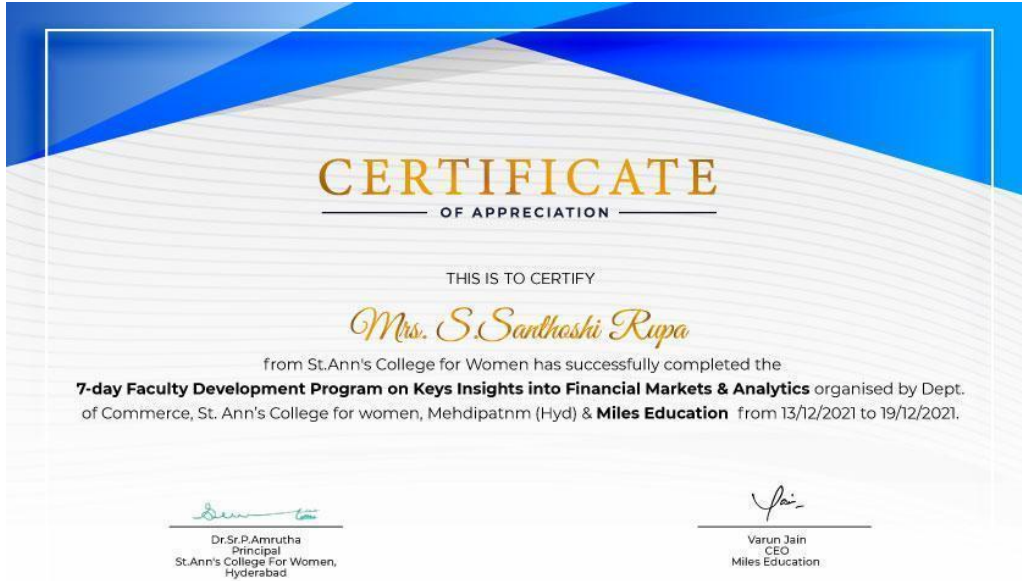 CERTIFICATE
OF APPRECIATION
THIS IS TO CERTIFY
Mrs. S.Santhoshi Rupa
from St.Ann's College for Women has successfully completed the
7-day Faculty Development Program on Keys Insights into Financial Markets & Analytics organised by Dept.
of Commerce, St. Ann's College for women, Mehdipatnm (Hyd) & Miles Education from 13/12/2021 to 19/12/2021.
Dr.Sr.P.Amrutha
Principal
St.Ann's College For Women,
Hyderabad
Varun Jain
CEO
Miles Education